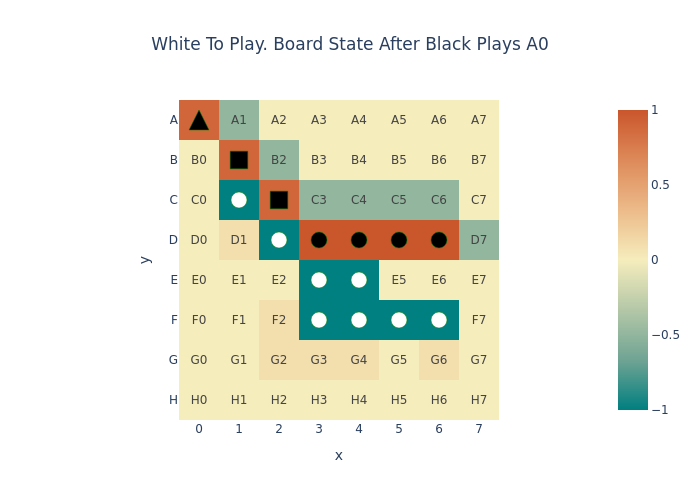 White To Play. Board State After Black Plays A0
A A1 A2 A3 A4 A5 A6 A7
B B0 B2 B3 B4 B5 B6 B7
C C0 C3 C4 C5 C6 C7
D D0 D1 D7
E E0 E1 E2 E5 E6 E7
F F0 F1 F2 F7
G G0 G1 G2 G3 G4 G5 G6 G7
H H0 H1 H2 H3 H4 H5 H6 H7
0 1 2 3 4 5 6 7
x
y
1
0.5
0
−0.5
−1